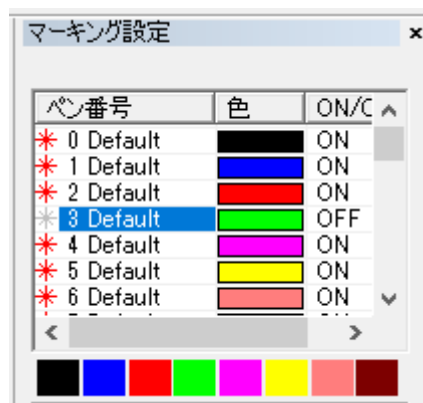 マーキング設定
ペン番号 色 ON/O
0 Default ON
1 Default ON
2 Default ON
3 Default OFF
4 Default ON
5 Default ON
6 Default ON